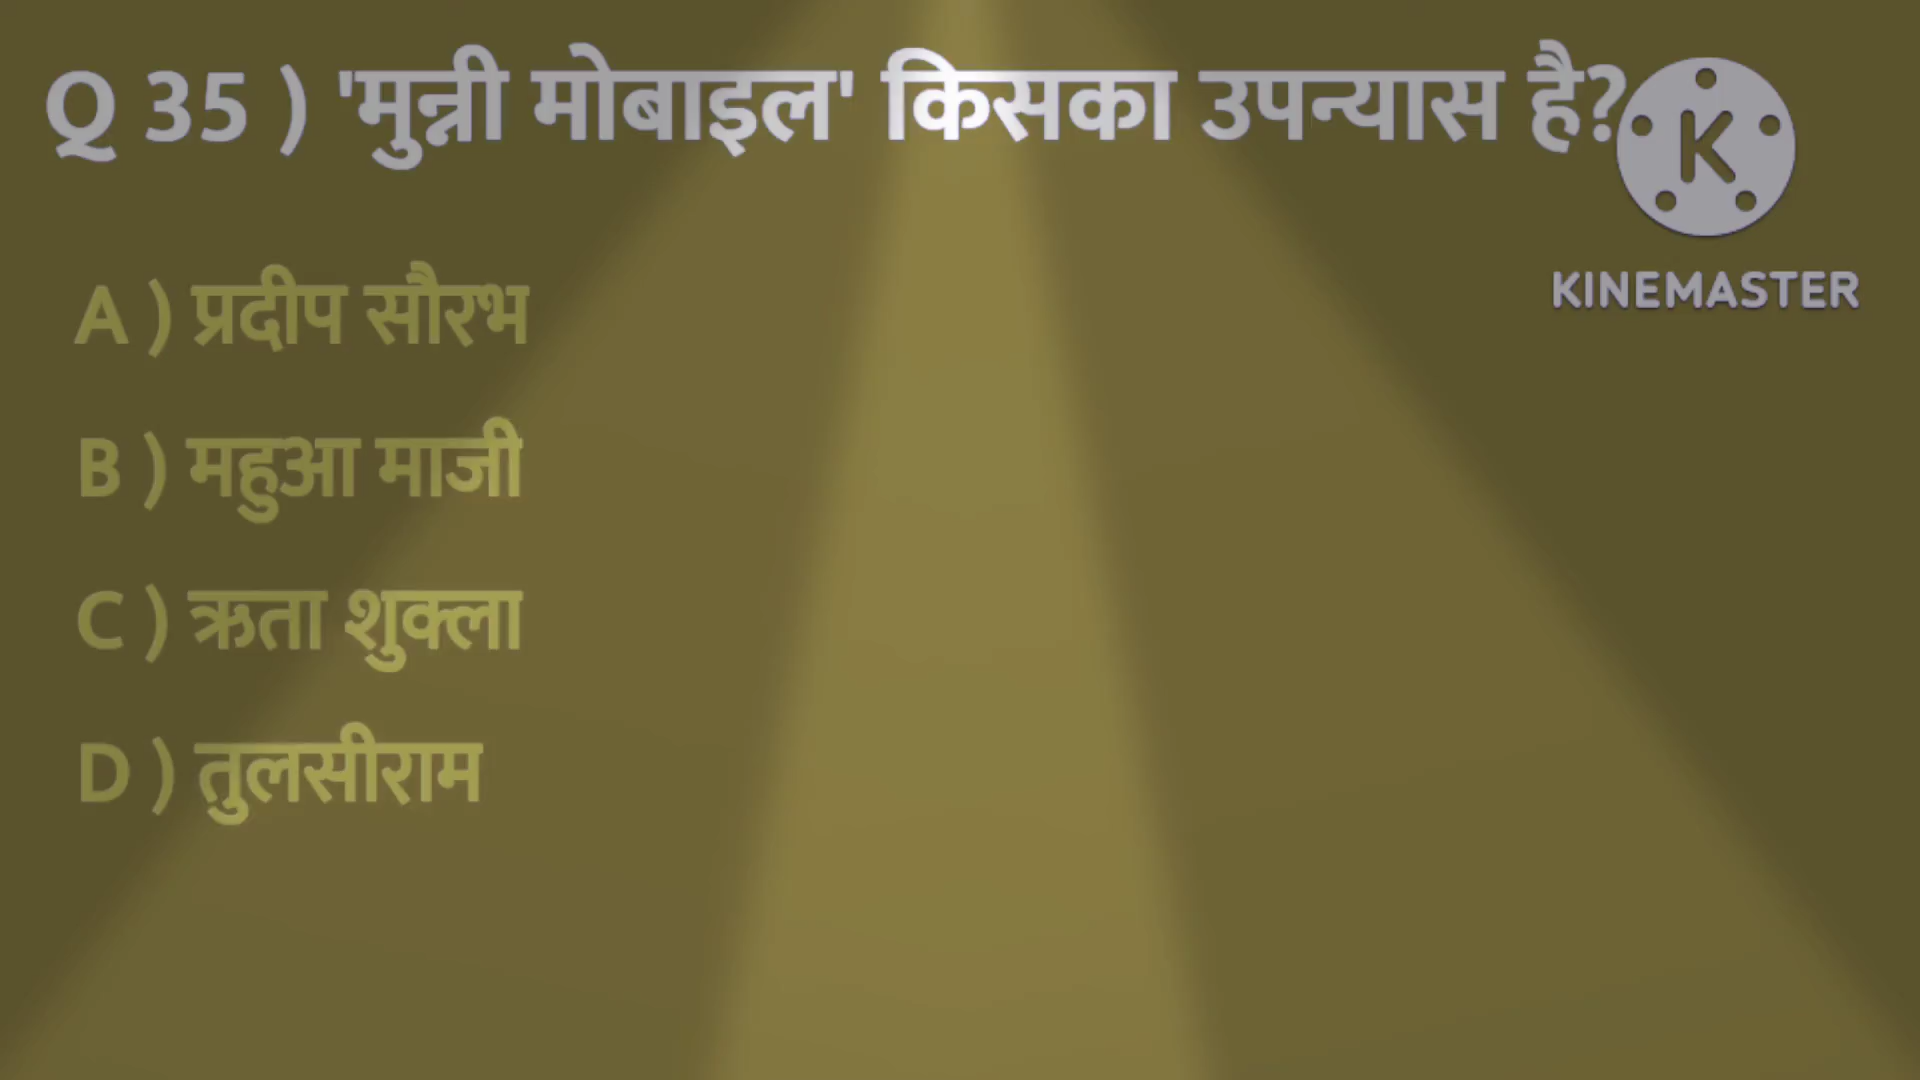 Q 35 ) 'मुन्नी मोबाइल' किसका उपन्यास है?
K
KINEMASTER
A ) प्रदीप सौरभ
B ) महुआ माजी
C ) ऋता शुक्ला
D ) तुलसीराम